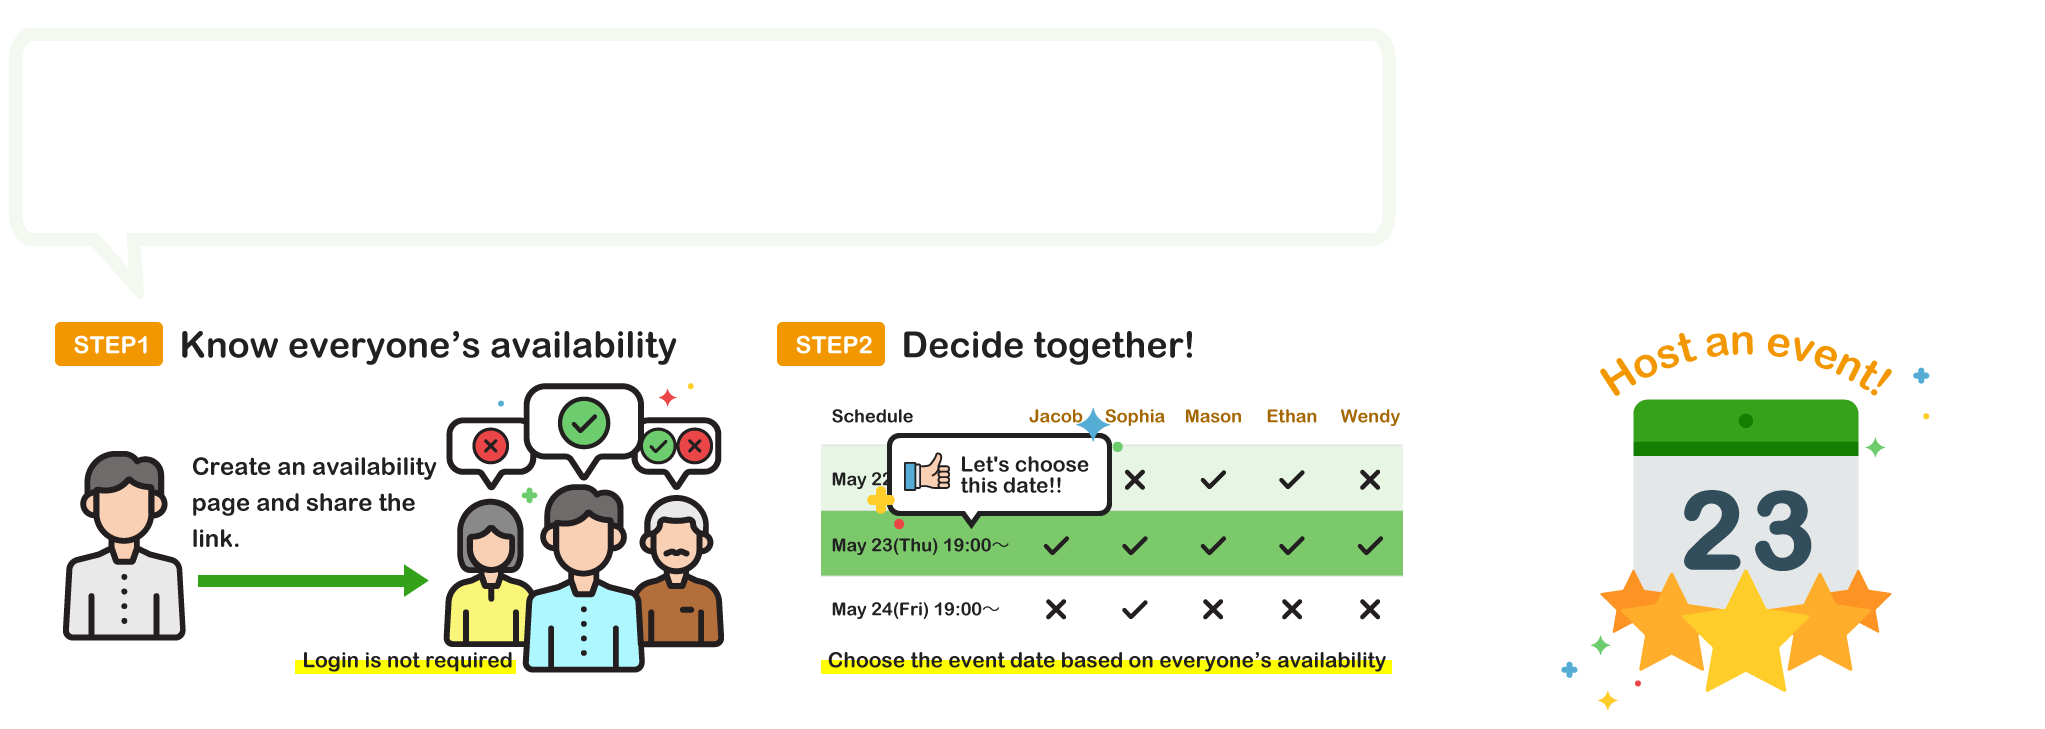 STEP1 Know everyone's availability
Create an availability
page and share the
link.
Login is not required
STEP2 Decide together!
Schedule Jacob Sophia Mason Ethan Wendy
May 22
Let's choose
this date!!
May 23(Thu) 19:00～
May 24(Fri) 19:00～
Choose the event date based on everyone's availability
Host an event!
23